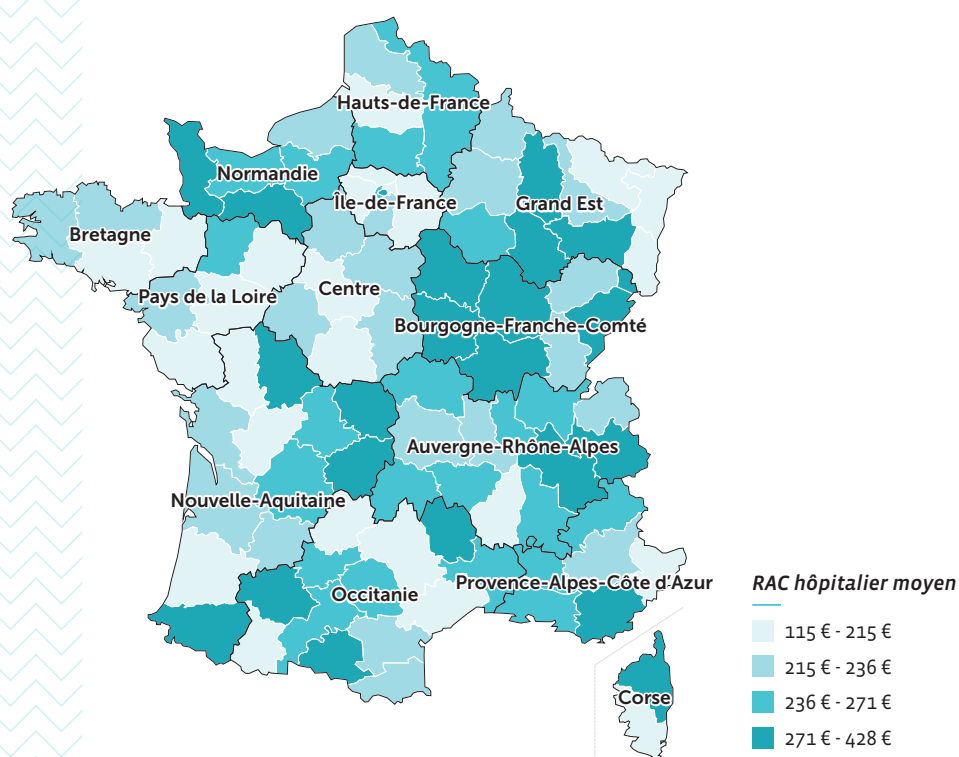 Hauts-de-France
Normandie
Île-de-France
Grand Est
Bretagne
Pays de la Loire
Centre
Bourgogne-Franche-Comté
Auvergne-Rhône-Alpes
Nouvelle-Aquitaine
Occitanie
Provence-Alpes-Côte d'Azur
Corse
RAC hôpitalier moyen
115 € - 215 €
215 € - 236 €
236 € - 271 €
271 € - 428 €